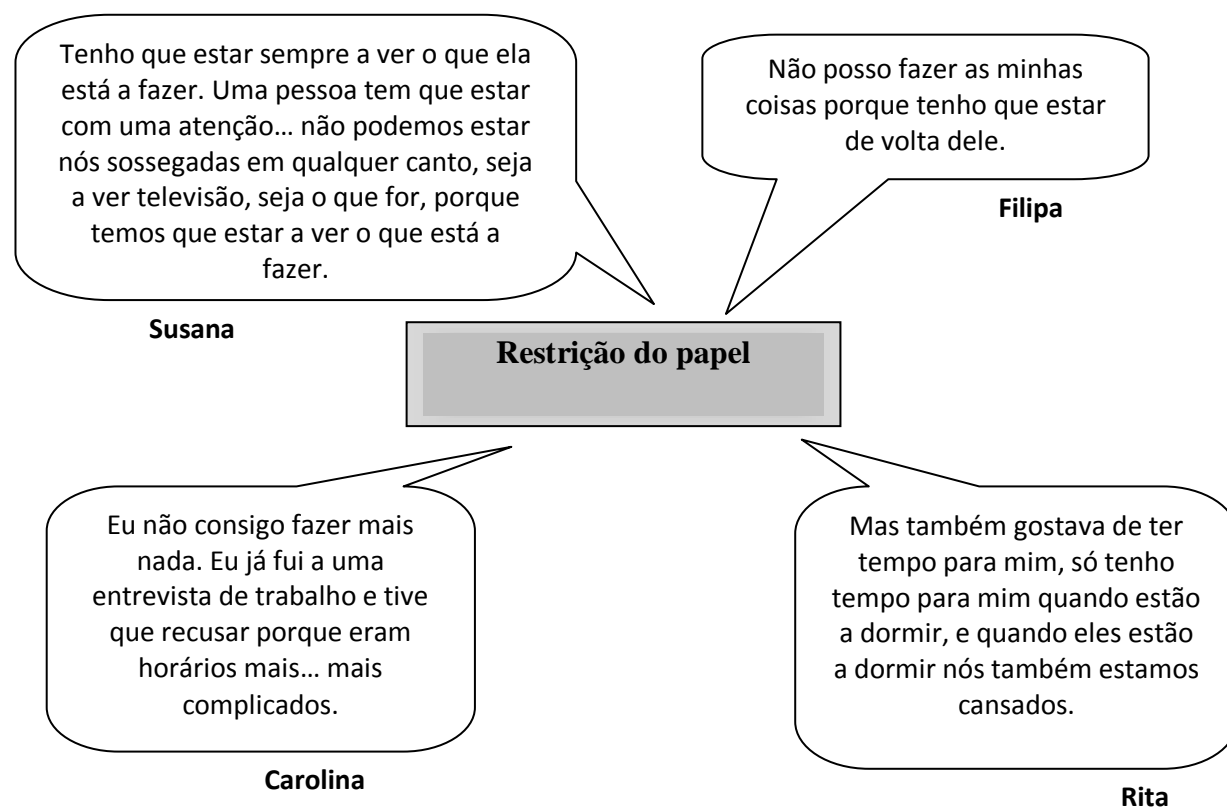 Tenho que estar sempre a ver o que ela
está a fazer. Uma pessoa tem que estar
com uma atenção… não podemos estar
nós sossegadas em qualquer canto, seja
a ver televisão, seja o que for, porque
temos que estar a ver o que está a
fazer.
Susana
Não posso fazer as minhas
coisas porque tenho que estar
de volta dele.
Filipa
Restrição do papel
Eu não consigo fazer mais
nada. Eu já fui a uma
entrevista de trabalho e tive
que recusar porque eram
horários mais… mais
complicados.
Carolina
Mas também gostava de ter
tempo para mim, só tenho
tempo para mim quando estão
a dormir, e quando eles estão
a dormir nós também estamos
cansados.
Rita